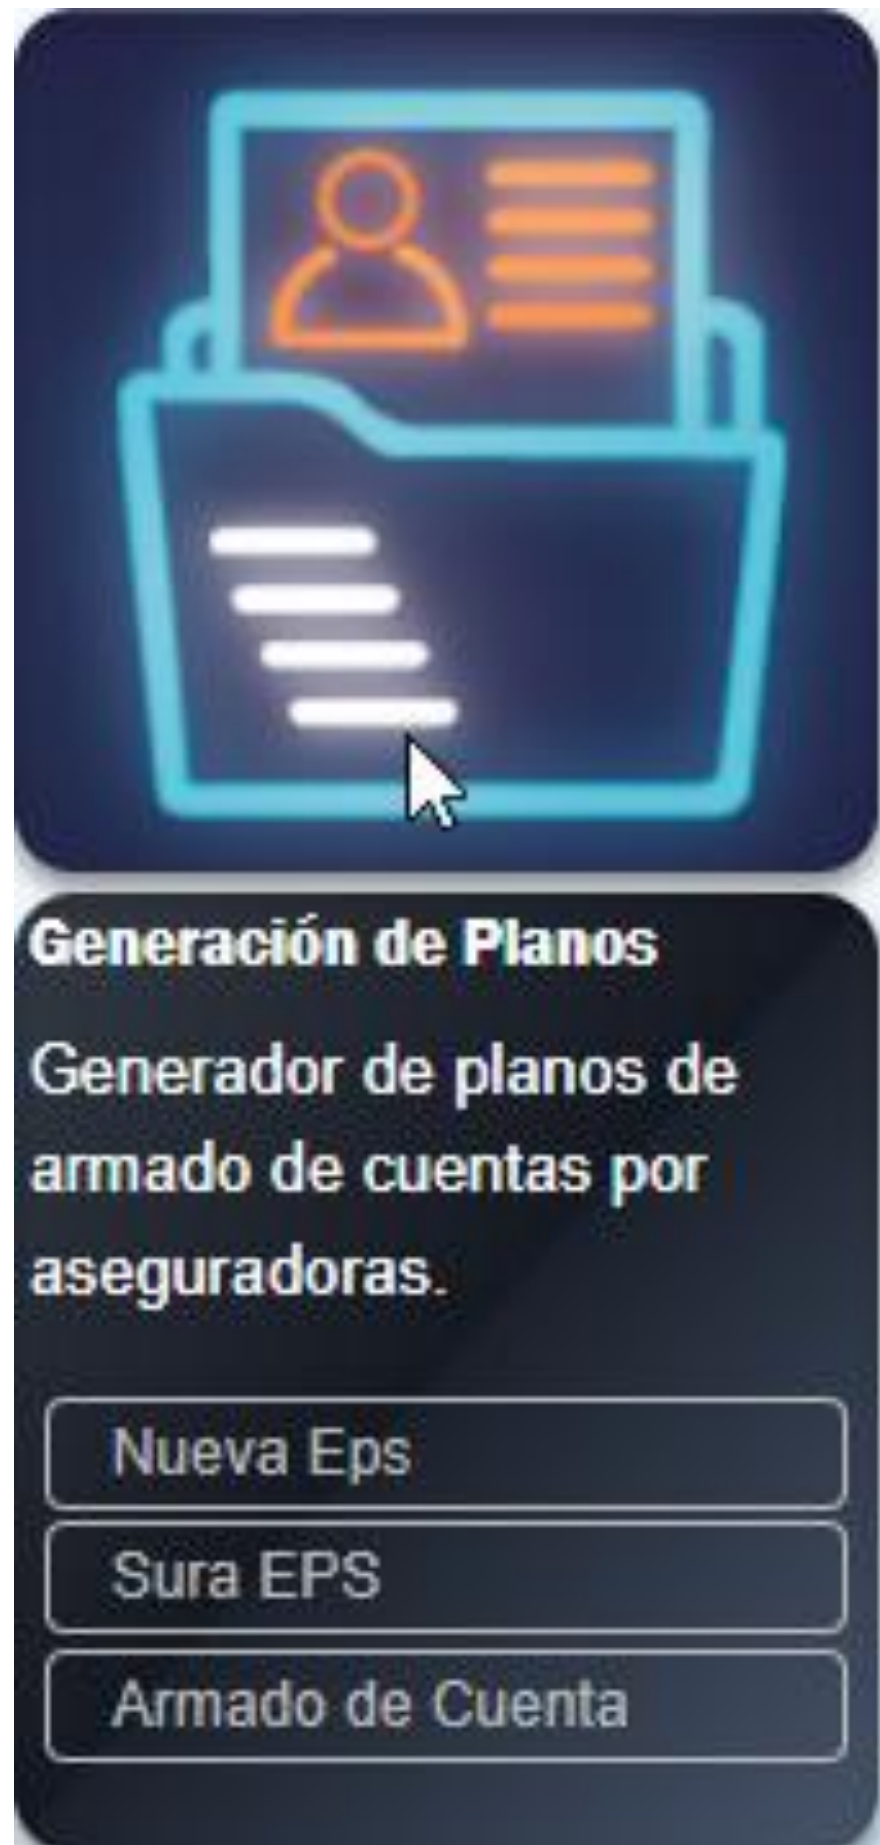 Generación de Planos
Generador de planos de
armado de cuentas por
aseguradoras.
Nueva Eps
Sura EPS
Armado de Cuenta